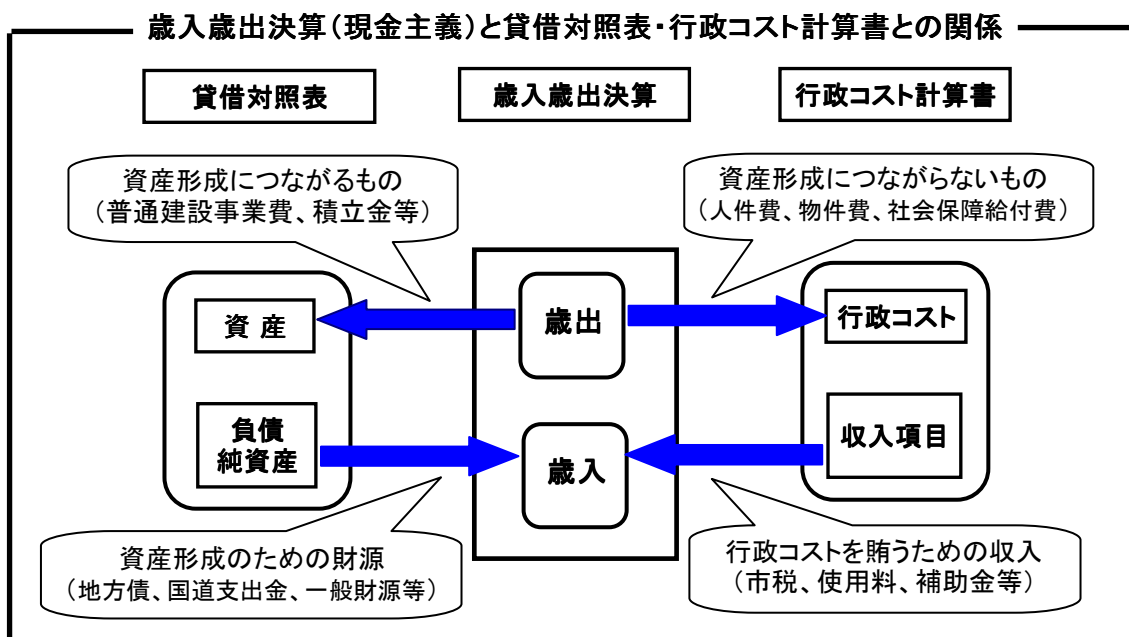 歳入歳出決算（現金主義）と貸借対照表・行政コスト計算書との関係
貸借対照表
歳入歳出決算
行政コスト計算書
資産形成につながるもの
（普通建設事業費、積立金等）
資産形成につながらないもの
（人件費、物件費、社会保障給付費）
資 産
歳出
行政コスト
負債
純資産
歳入
収入項目
資産形成のための財源
（地方債、国道支出金、一般財源等）
行政コストを賄うための収入
（市税、使用料、補助金等）